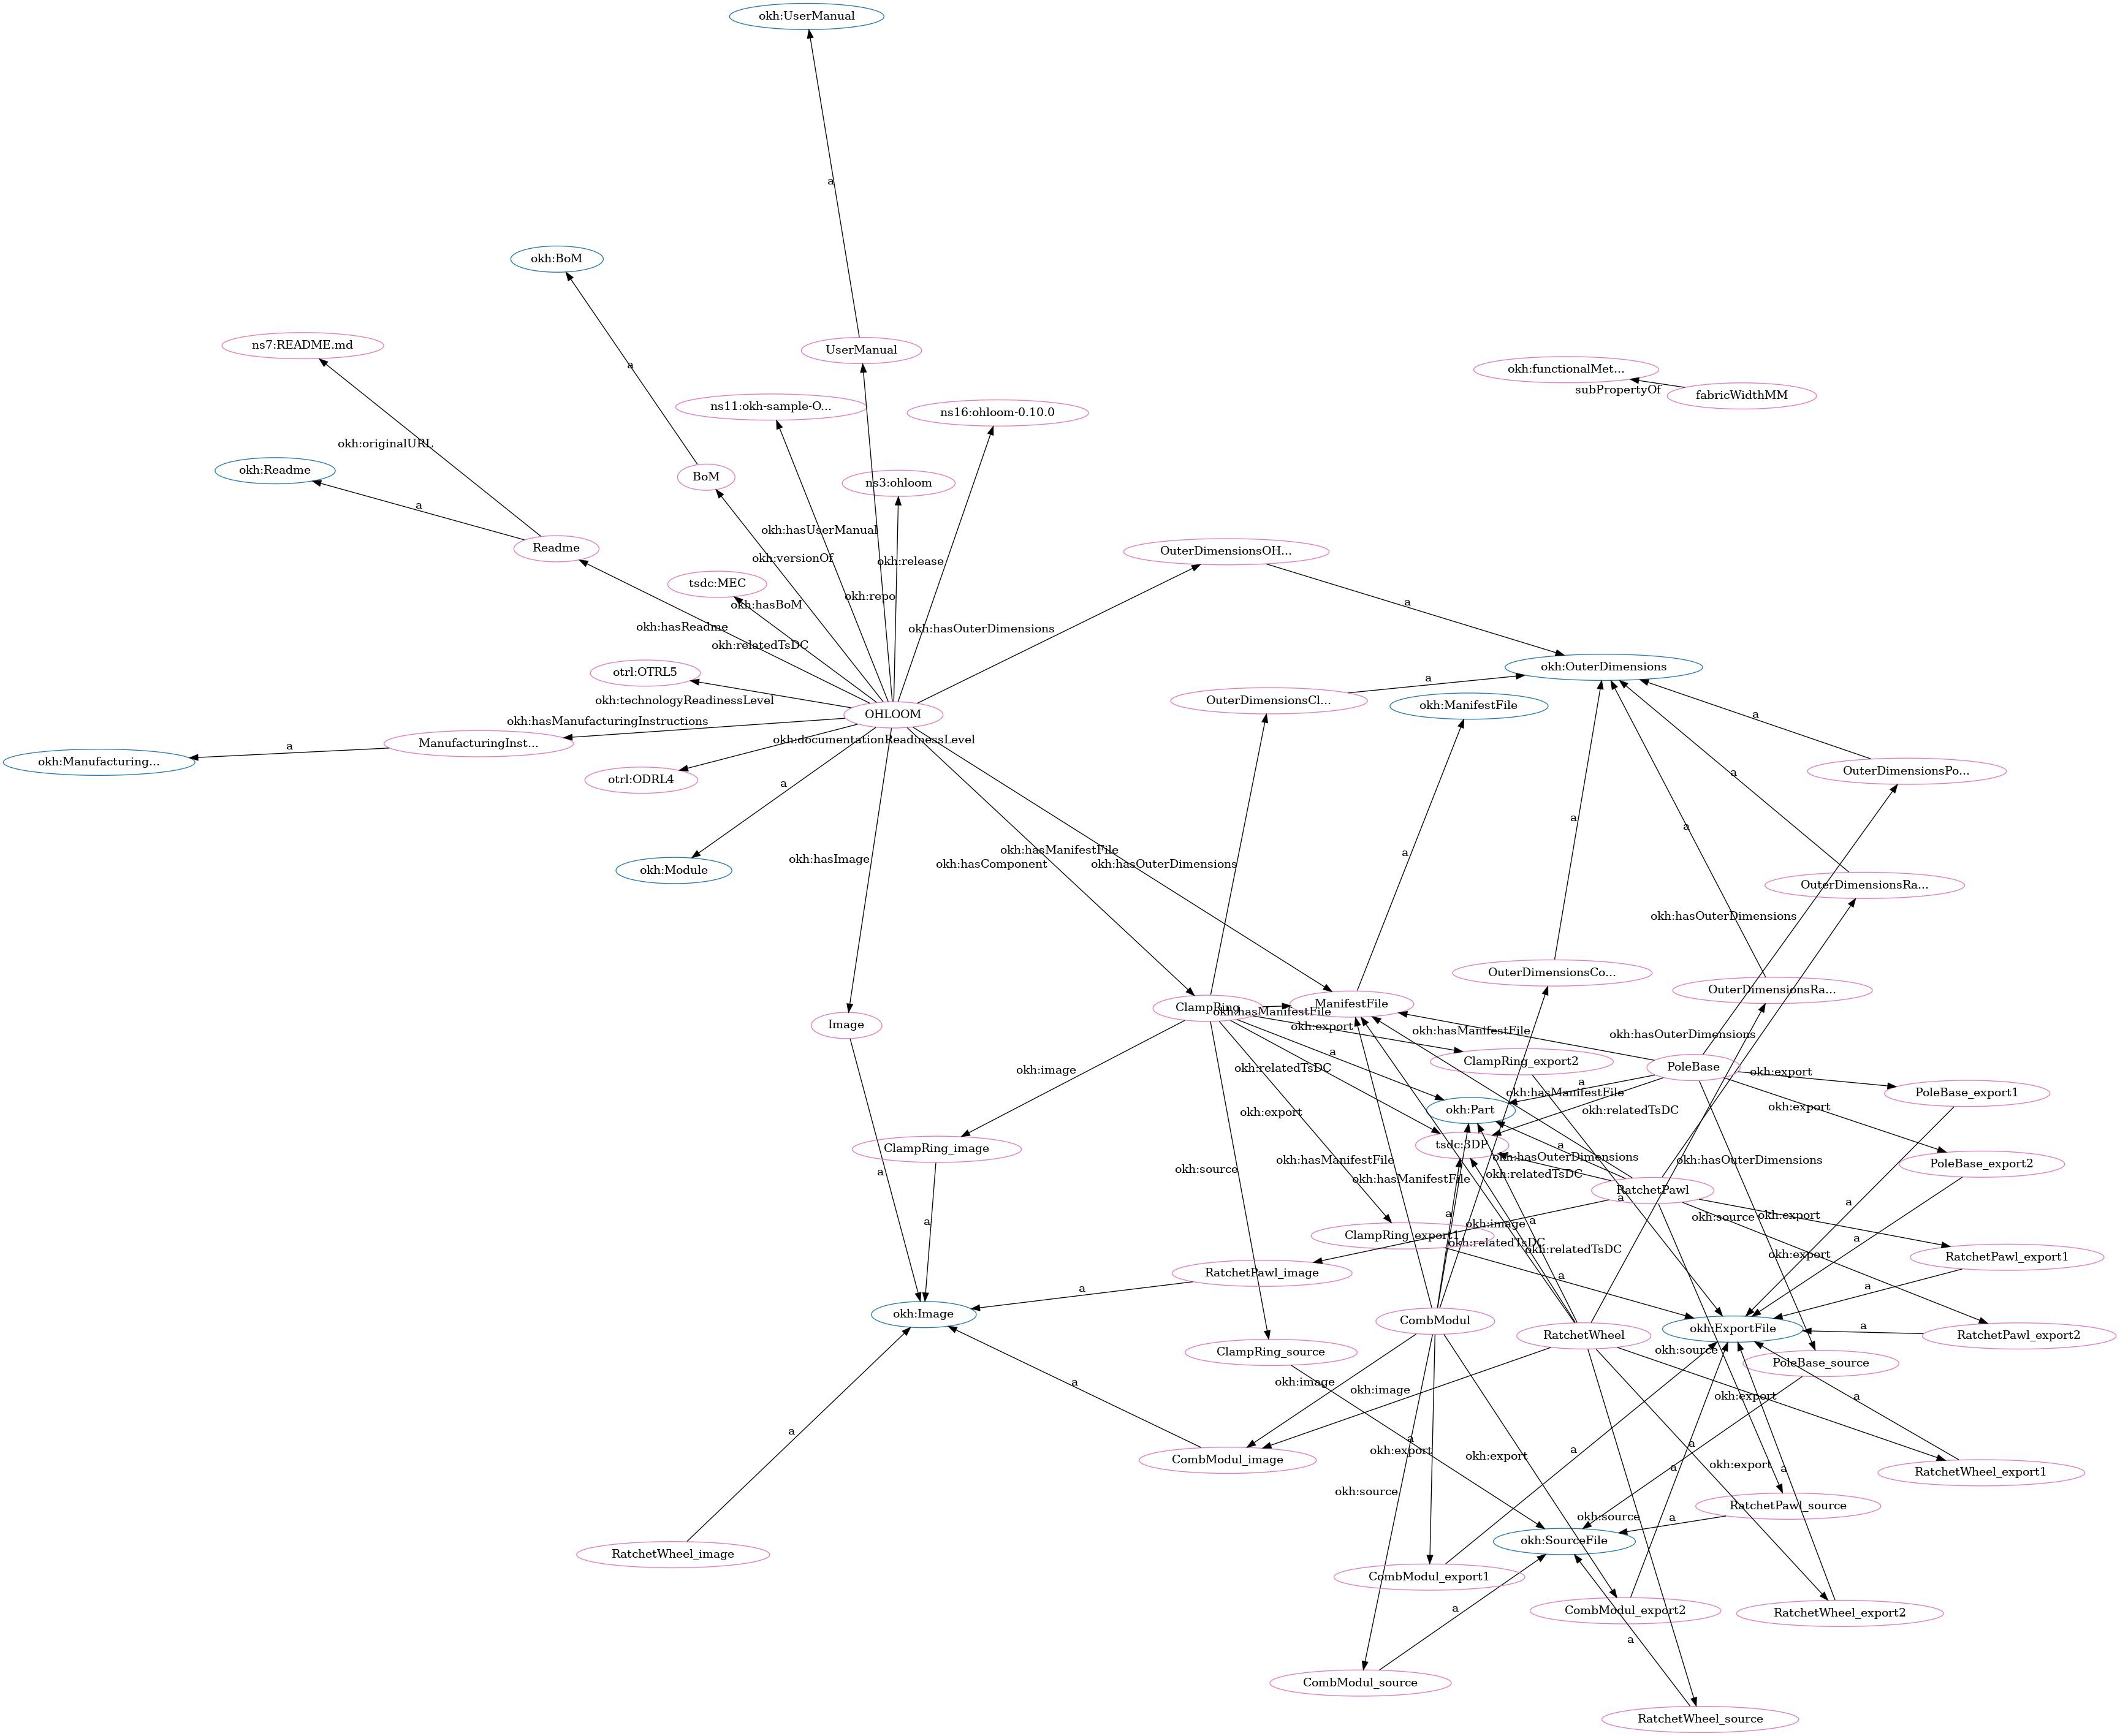 okh:UserManual
a
okh:BoM
ns7:README.md
UserManual
a
okh:functionalMet...
subPropertyOf
fabricWidthMM
ns11:okh-sample-O...
ns16:ohloom-0.10.0
okh:originalURL
okh:Readme
BoM
ns3:ohloom
a
okh:hasUserManual
Readme
okh:versionOf
okh:release
OuterDimensionsOH...
tsdc:MEC
okh:hasBoM
okh:repo
a
okh:hasReadme
okh:hasOuterDimensions
okh:relatedTsDC
okh:OuterDimensions
otrl:OTRL5
a
okh:technologyReadinessLevel
OuterDimensionsCl...
okh:ManifestFile
OHLOOM
okh:hasManufacturingInstructions
a
ManufacturingInst...
okh:documentationReadinessLevel
a
okh:Manufacturing...
OuterDimensionsPo...
a
otrl:ODRL4
a
a
a
okh:hasManifestFile
a
okh:hasImage
okh:hasComponent
okh:hasOuterDimensions
okh:Module
OuterDimensionsRa...
okh:hasOuterDimensions
OuterDimensionsCo...
OuterDimensionsRa...
ClampRing
ManifestFile
okh:hasManifestFile
Image
okh:export
okh:hasManifestFile
okh:hasOuterDimensions
a
ClampRing_export2
PoleBase
okh:image
okh:relatedTsDC
okh:export
a
okh:hasManifestFile
PoleBase_export1
okh:export
okh:Part
okh:relatedTsDC
okh:export
ClampRing_image
tsdc:3DP
a
okh:hasManifestFile
okh:hasOuterDimensions
okh:hasOuterDimensions
PoleBase_export2
okh:source
a
okh:hasManifestFile
okh:relatedTsDC
RatchetPawl
a
a
a
a
okh:image
a
okh:source
okh:export
ClampRing_export1
okh:relatedTsDC
okh:relatedTsDC
a
okh:export
RatchetPawl_export1
RatchetPawl_image
a
a
a
okh:Image
CombModul
RatchetWheel
okh:ExportFile
a
RatchetPawl_export2
ClampRing_source
okh:source
PoleBase_source
a
okh:image
okh:image
okh:export
a
a
a
okh:export
a
a
okh:export
CombModul_image
okh:export
a
a
RatchetWheel_export1
okh:source
RatchetPawl_source
okh:source
a
okh:SourceFile
RatchetWheel_image
CombModul_export1
a
CombModul_export2
RatchetWheel_export2
a
CombModul_source
RatchetWheel_source